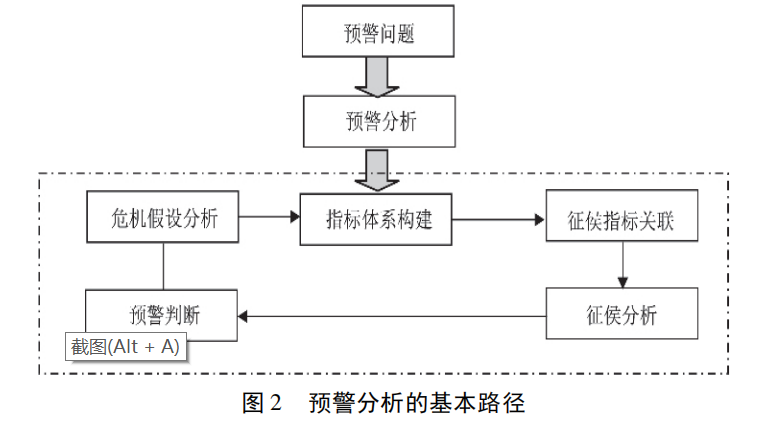 预警问题
预警分析
危机假设分析
指标体系构建
征候指标关联
预警判断
征侯分析
截图(Alt + A)
图 2 预警分析的基本路径